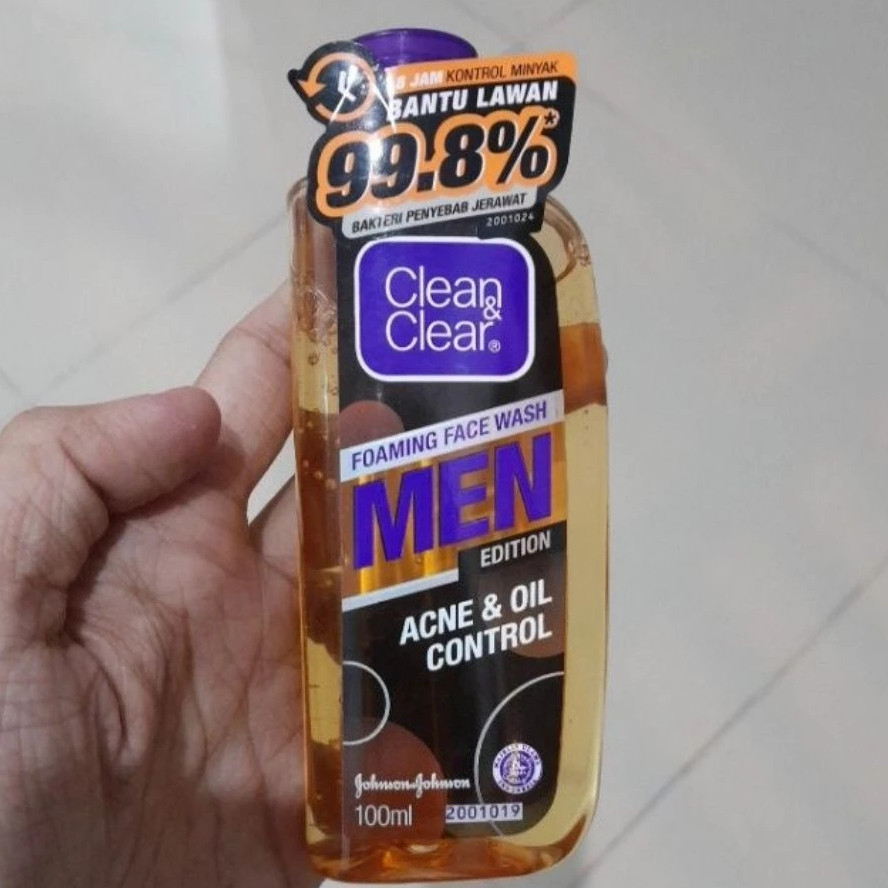 8 JAM KONTROL MINYAK
BANTU LAWAN
99.8%*
BAKTERI PENYEBAB JERAWAT
2001024
Clean
&
Clear®
FOAMING FACE WASH
MEN
EDITION
ACNE & OIL
CONTROL
Johnson&Johnson
100ml 2001019